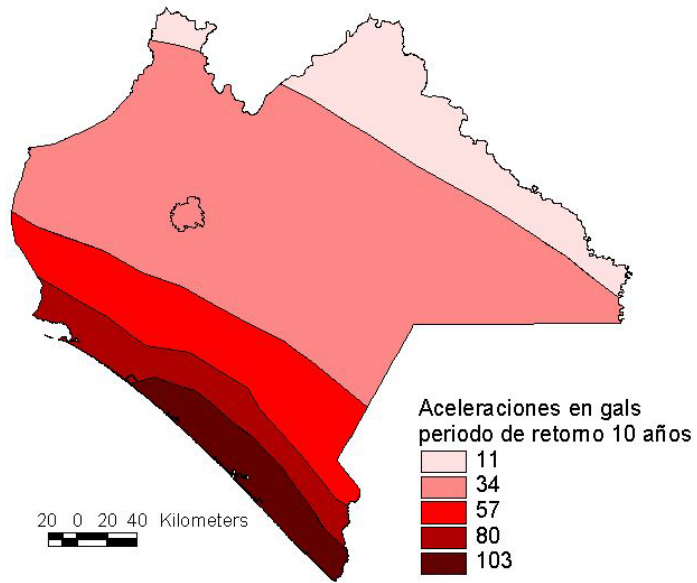 Aceleraciones en gals
periodo de retorno 10 años
11
34
57
80
103
20 0 20 40 Kilometers